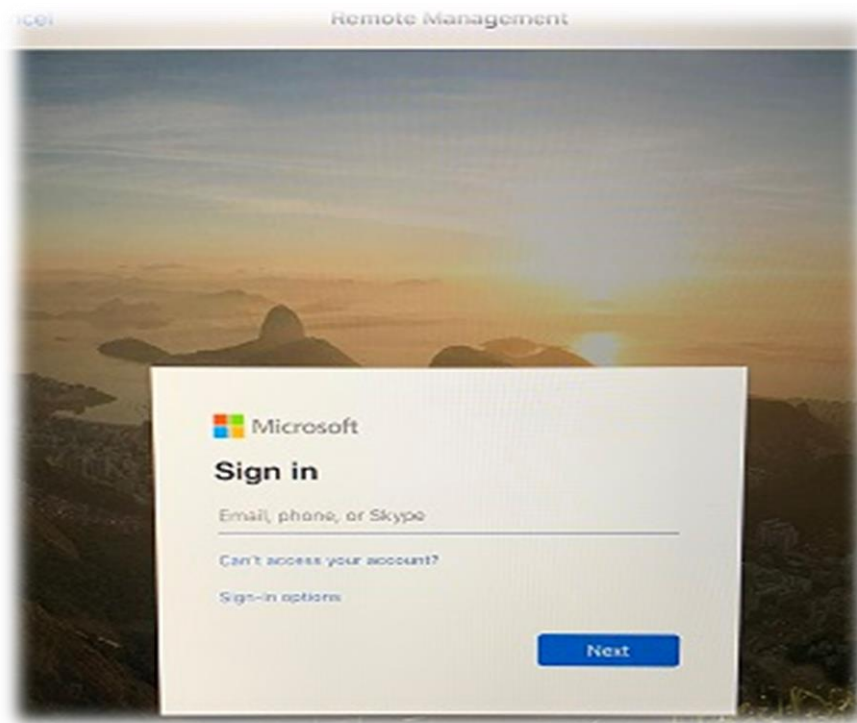 Remote Management
Microsoft
Sign in
Email, phone, or Skype
Can't access your account?
Sign-in options
Next